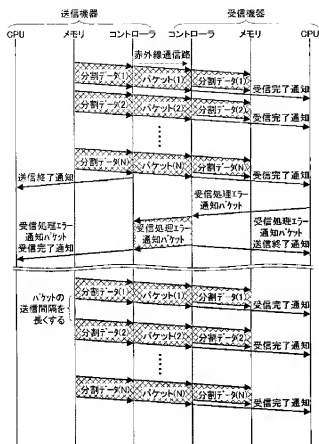 送信機器 受信機器
CPU メモリ コントローラ コントローラ メモリ CPU
赤外線通信路
分割データ(1) パケット(1) 分割データ(1)
受信完了通知
分割データ(2) パケット(2) 分割データ(2)
受信完了通知
分割データ(N) パケット(N) 分割データ(N)
受信完了通知
送信終了通知
受信処理エラー
通知パケット
受信処理エラー
通知パケット
受信完了通知
受信処理エラー
通知パケット
受信処理エラー
通知パケット
送信終了通知
パケットの
送信間隔を
長くする
分割データ(1) パケット(1) 分割データ(1)
受信完了通知
分割データ(2) パケット(2) 分割データ(2)
受信完了通知
分割データ(N) パケット(N) 分割データ(N)
受信完了通知